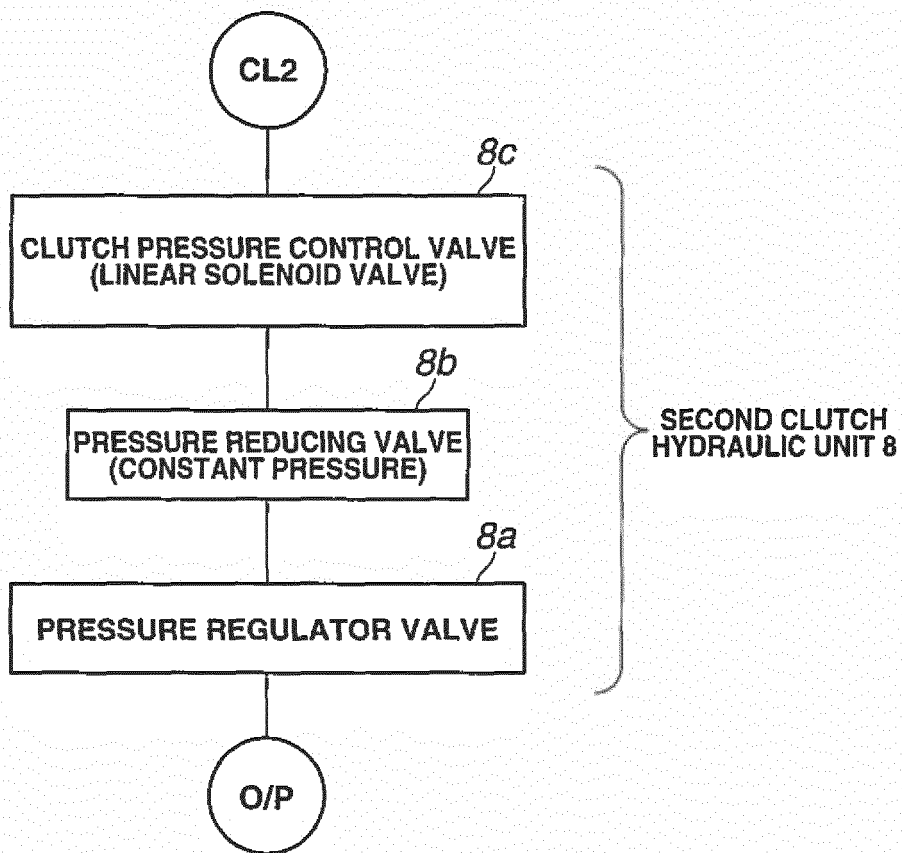 CL2
8c
CLUTCH PRESSURE CONTROL VALVE
(LINEAR SOLENOID VALVE)
8b
PRESSURE REDUCING VALVE
(CONSTANT PRESSURE)
SECOND CLUTCH
HYDRAULIC UNIT 8
8a
PRESSURE REGULATOR VALVE
O/P